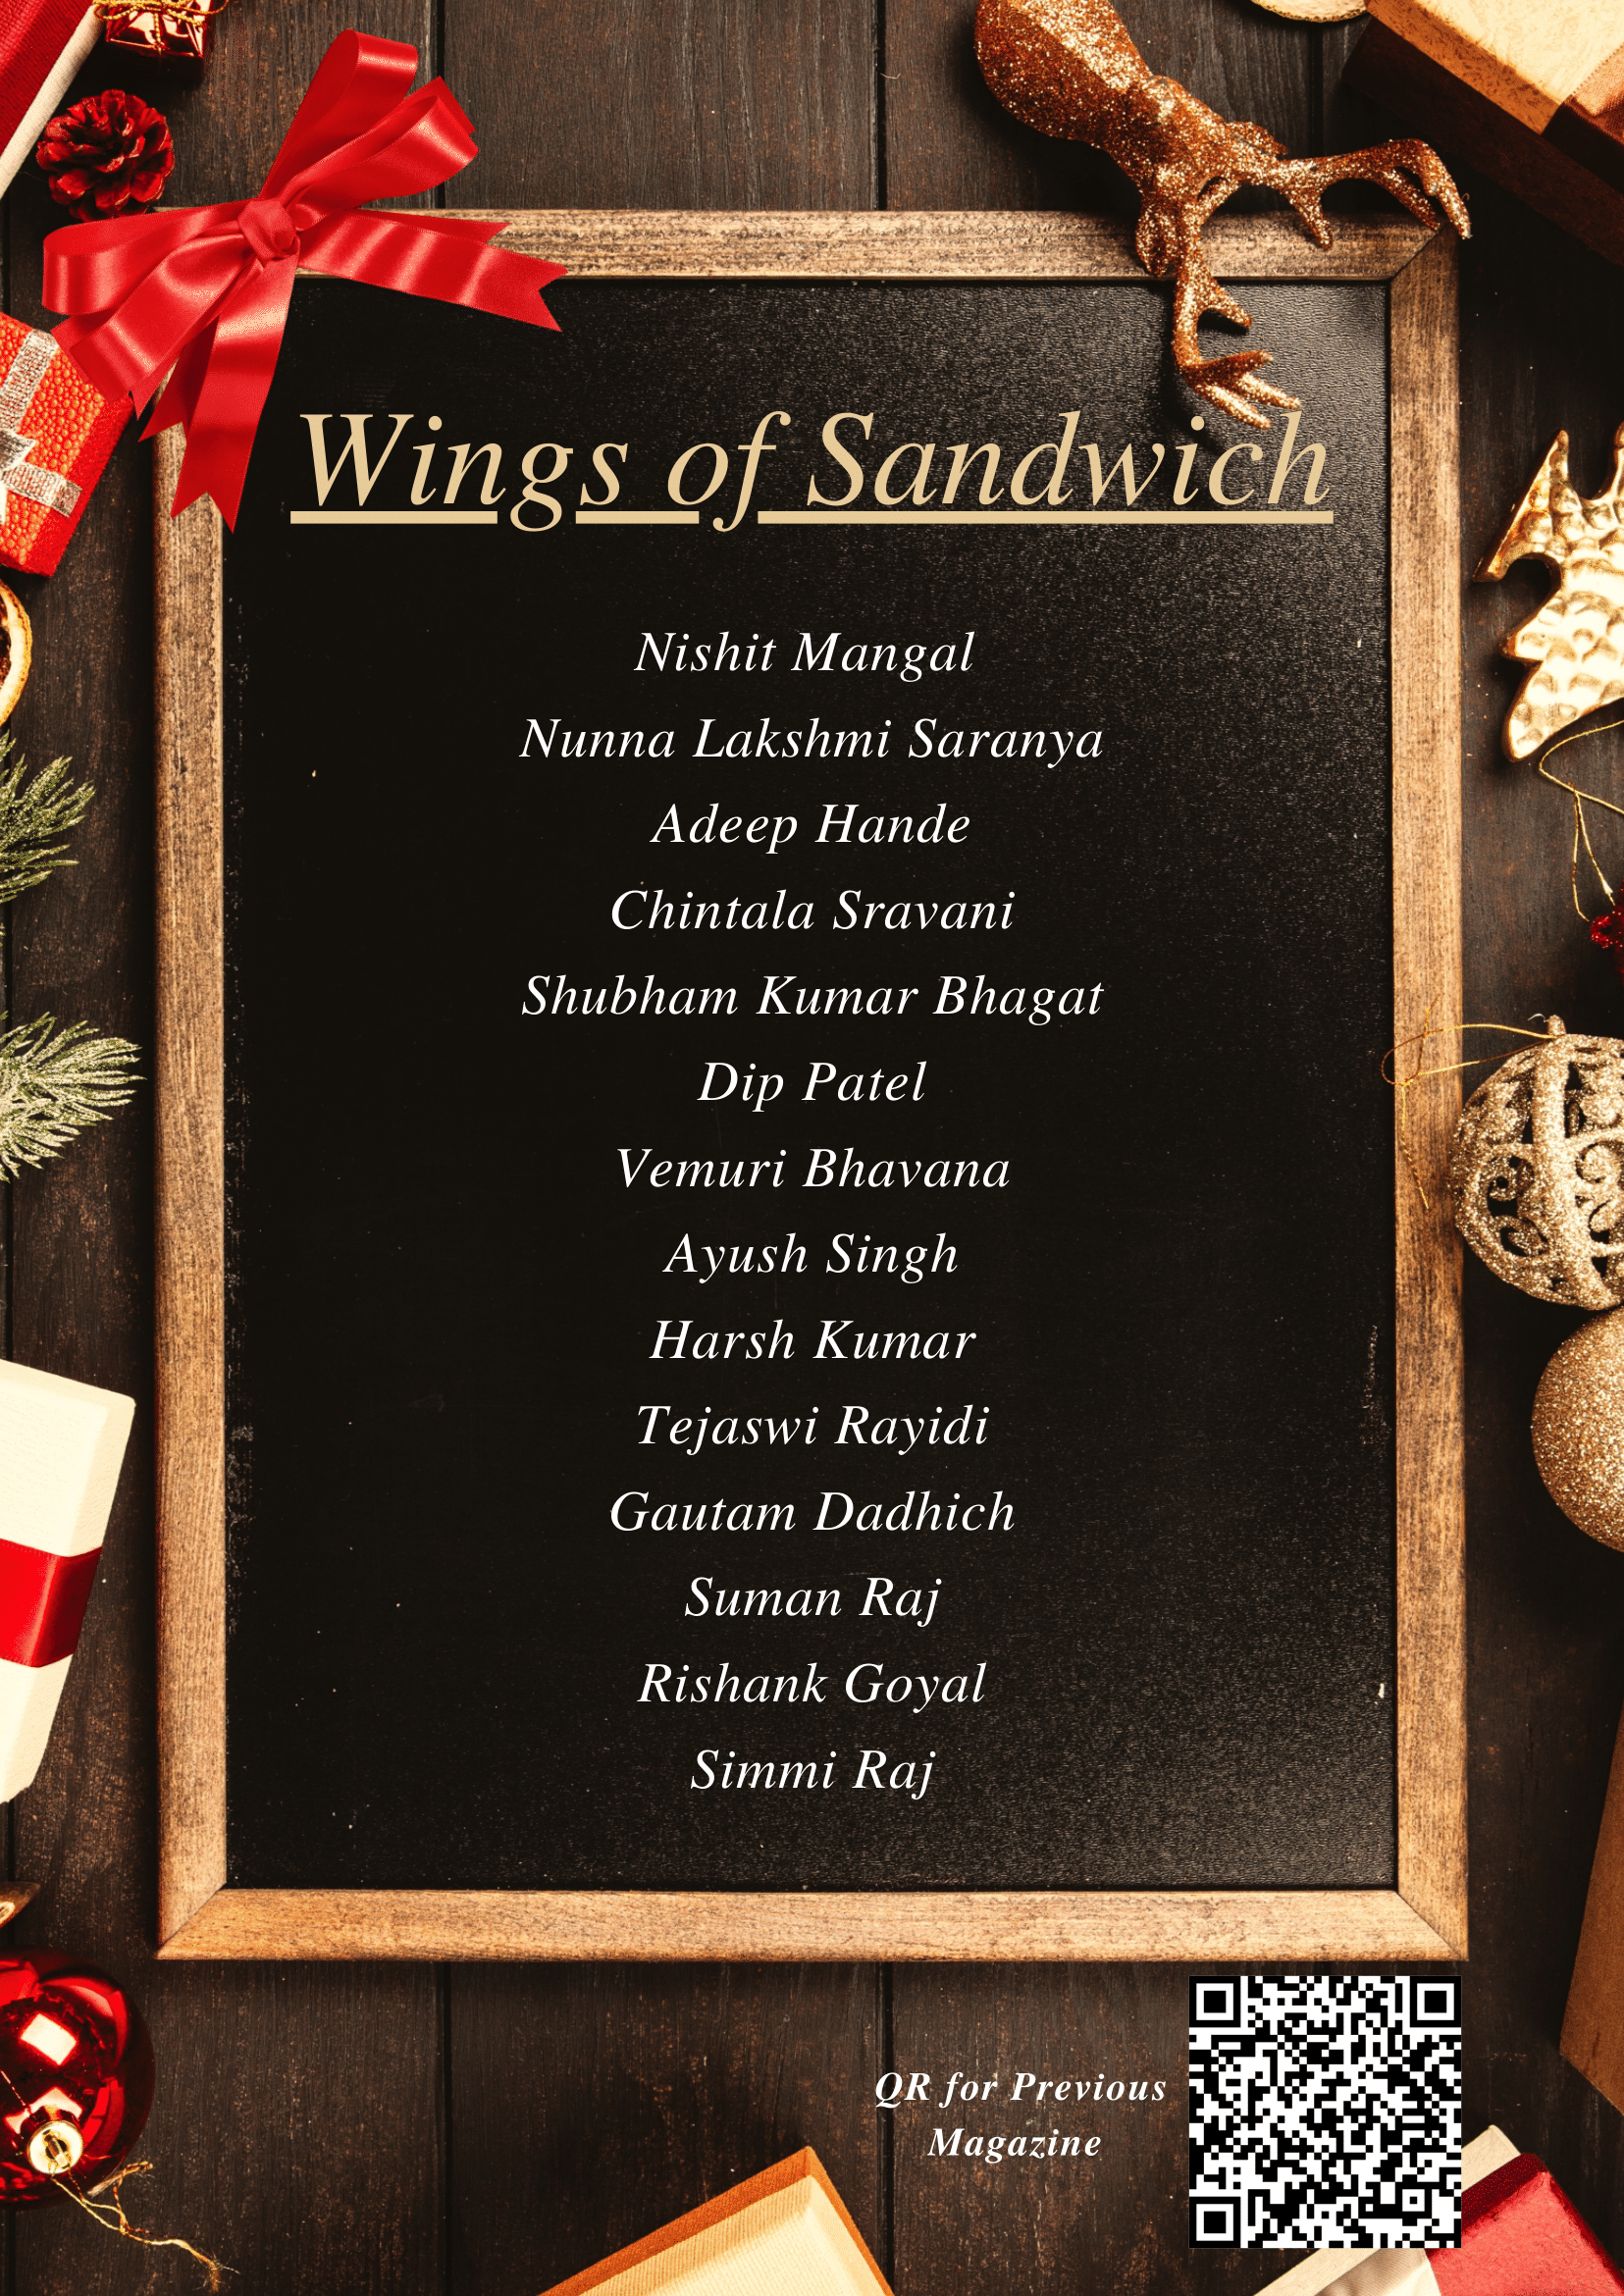 Wings of Sandwich
Nishit Mangal
Nunna Lakshmi Saranya
Adeep Hande
Chintala Sravani
Shubham Kumar Bhagat
Dip Patel
Vemuri Bhavana
Ayush Singh
Harsh Kumar
Tejaswi Rayidi
Gautam Dadhich
Suman Raj
Rishank Goyal
Simmi Raj
QR for Previous
Magazine